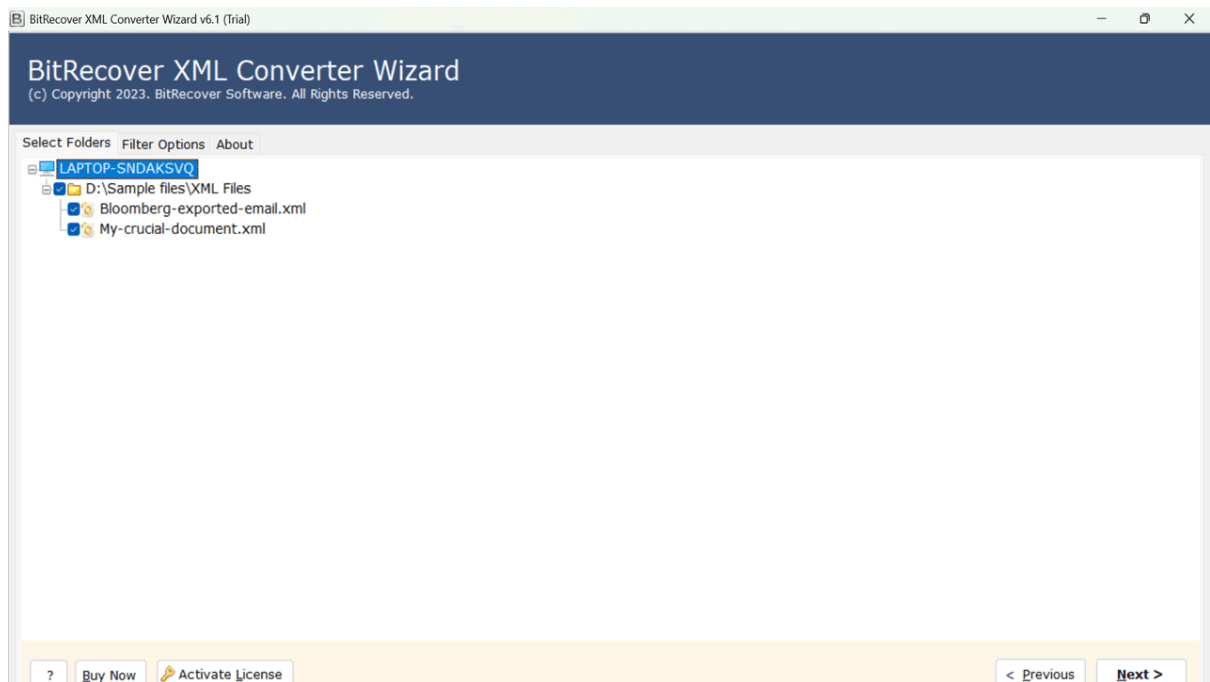 B BitRecover XML Converter Wizard v6.1 (Trial)
BitRecover XML Converter Wizard
(c) Copyright 2023. BitRecover Software. All Rights Reserved.
Select Folders Filter Options About
LAPTOP-SNDAKSVQ
D:\Sample files\XML Files
Bloomberg-exported-email.xml
My-crucial-document.xml
? Buy Now Activate License < Previous Next >